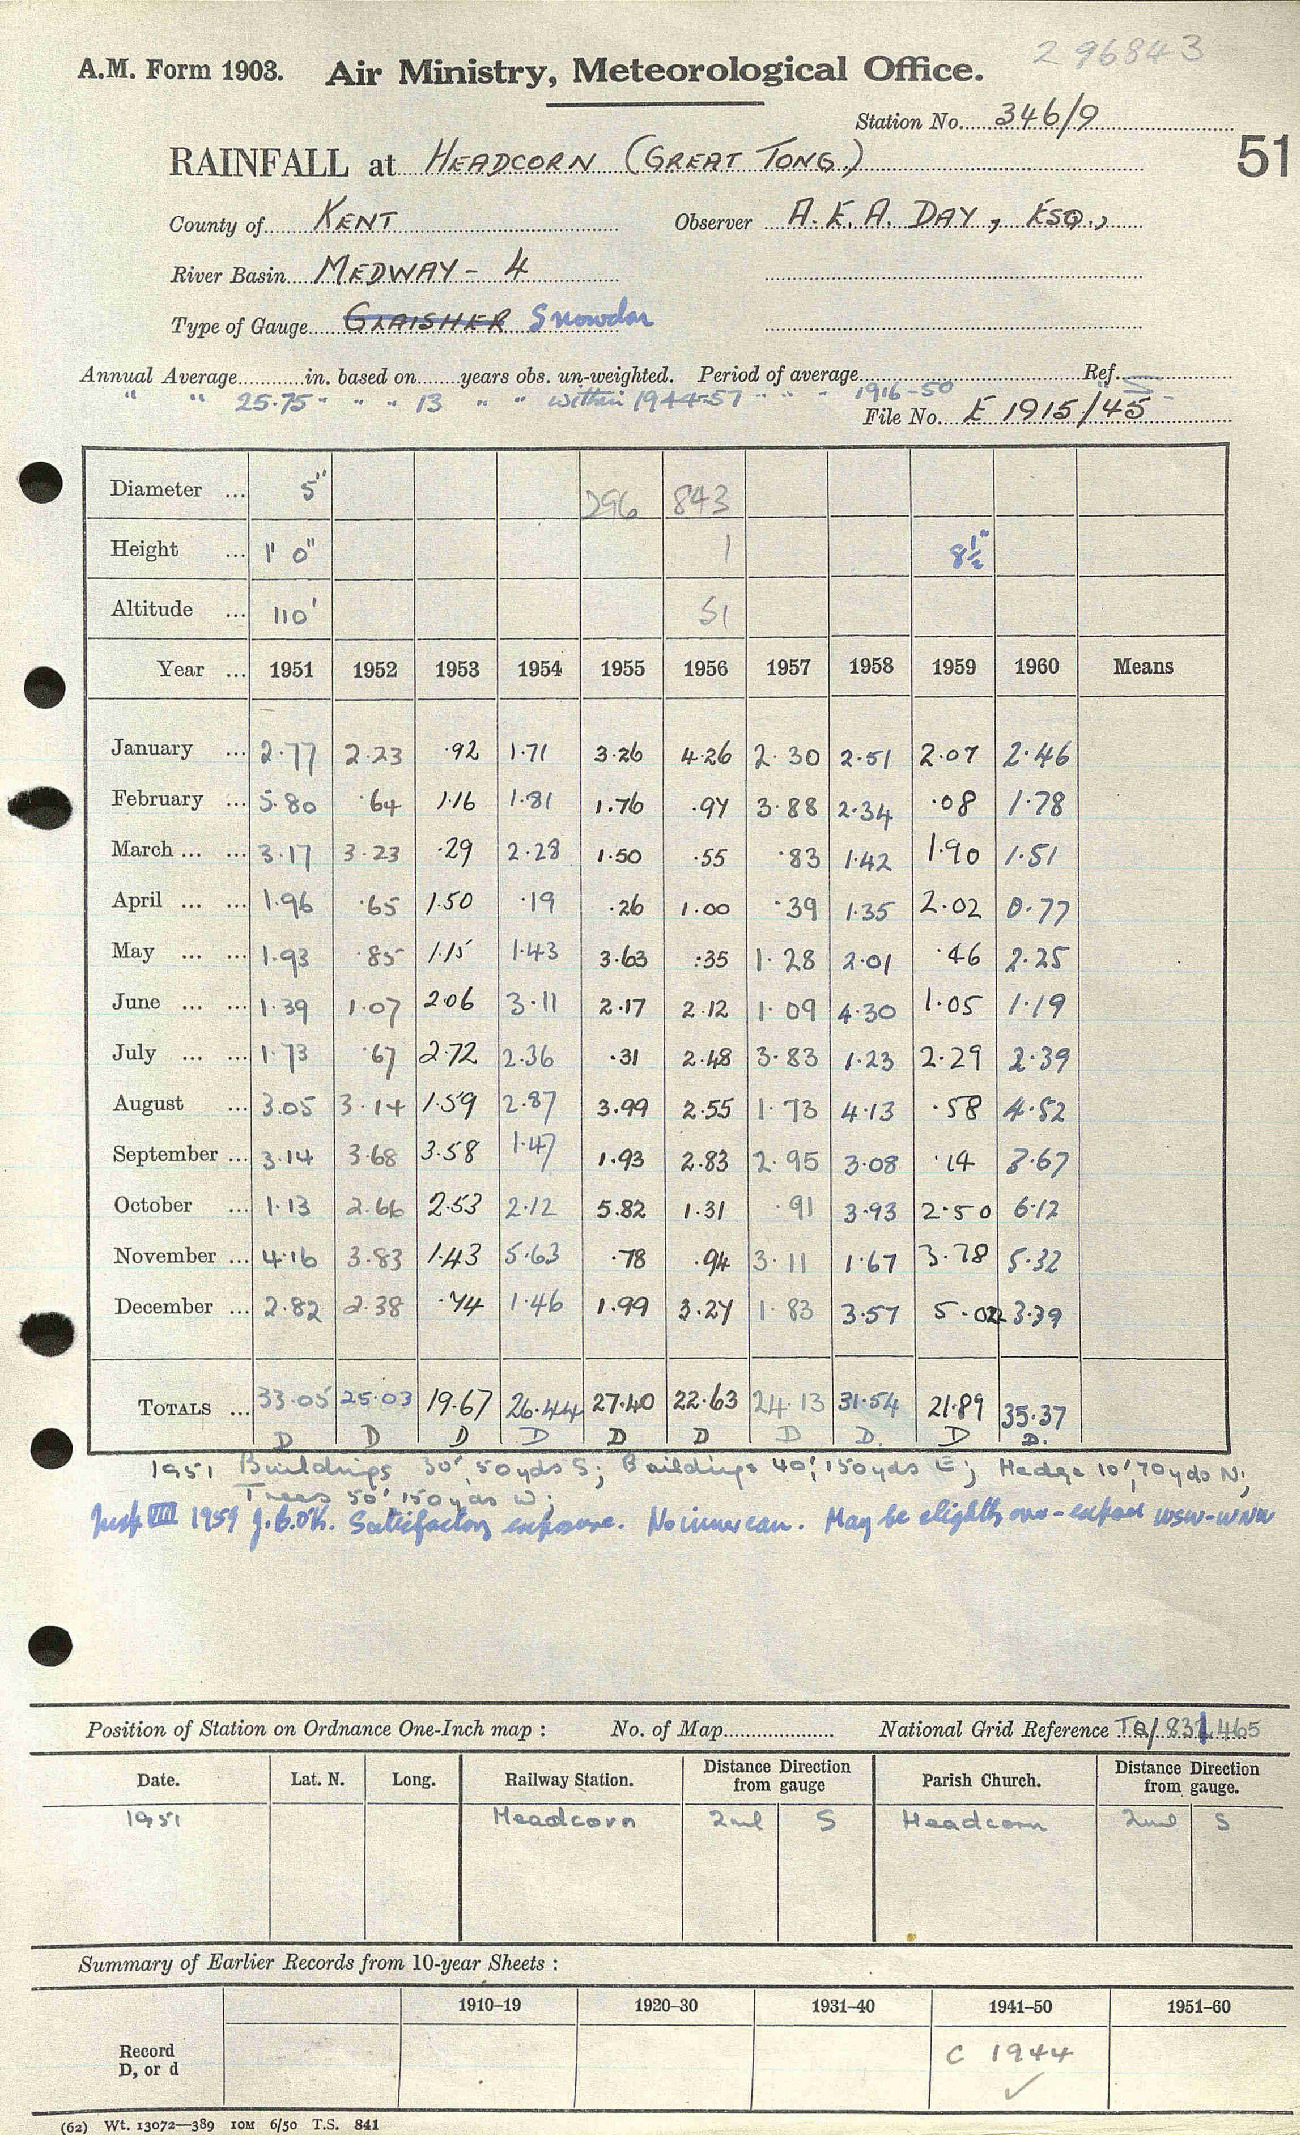 296843
A.M. Form 1903. Air Ministry, Meteorological Office.
Station No. 346/9
51
RAINFALL at HEADCORN (GREAT TONG.)
County of KENT Observer A.E.A. DAY, ESQ.,
River Basin MEDWAY - 4
Type of Gauge GLAISHER Snowdon
Annual Average in. based on years obs. un-weighted. Period of average Ref.
" " 25.75 " " " 13 " " within 1944-57 " " " 1916-50
File No. E 1915/45
Diameter ... 5" 296 843
Height ... 1' 0" 1 8½"
Altitude ... 110' 51
Year ... 1951 1952 1953 1954 1955 1956 1957 1958 1959 1960 Means
January ... 2.77 2.23 .92 1.71 3.26 4.26 2.30 2.51 2.07 2.46
February ... 5.80 .64 1.16 1.81 1.76 .97 3.88 2.34 .08 1.78
March ... ... 3.17 3.23 .29 2.28 1.50 .55 .83 1.42 1.90 1.51
April ... ... 1.96 .65 1.50 .19 .26 1.00 .39 1.35 2.02 0.77
May ... ... 1.93 .85 1.15 1.43 3.63 .35 1.28 2.01 .46 2.25
June ... ... 1.39 1.07 2.06 3.11 2.17 2.12 1.09 4.30 1.05 1.19
July ... ... 1.73 .67 2.72 2.36 .31 2.48 3.83 1.23 2.29 2.39
August ... 3.05 3.14 1.59 2.87 3.99 2.55 1.73 4.13 .58 4.52
September ... 3.14 3.68 3.58 1.47 1.93 2.83 2.95 3.08 .14 3.67
October ... 1.13 2.66 2.53 2.12 5.82 1.31 .91 3.93 2.50 6.12
November ... 4.16 3.83 1.43 5.63 .78 .94 3.11 1.67 3.78 5.32
December ... 2.82 2.38 .74 1.46 1.99 3.27 1.83 3.57 5.02 3.39
TOTALS ... 33.05 25.03 19.67 26.44 27.40 22.63 24.13 31.54 21.89 35.37
D D D D D D D D. D D.
1951 Buildings 30', 50yds S; Buildings 40', 150yds E; Hedge 10', 70yds N;
Trees 50' 150yds W;
Insp VIII 1959 Satisfactory exposure. No inner can. May be slightly over-exposed WSW-WNW
Position of Station on Ordnance One-Inch map : No. of Map National Grid Reference TQ/831465
Date. Lat. N. Long. Railway Station. Distance Direction from gauge Parish Church. Distance Direction from gauge.
1951 Headcorn 2ml S Headcorn 2ml S
Summary of Earlier Records from 10-year Sheets :
1910–19 1920–30 1931–40 1941–50 1951–60
Record D, or d C 1944 ✓
(62) Wt. 13072—389 10M 6/50 T.S. 841